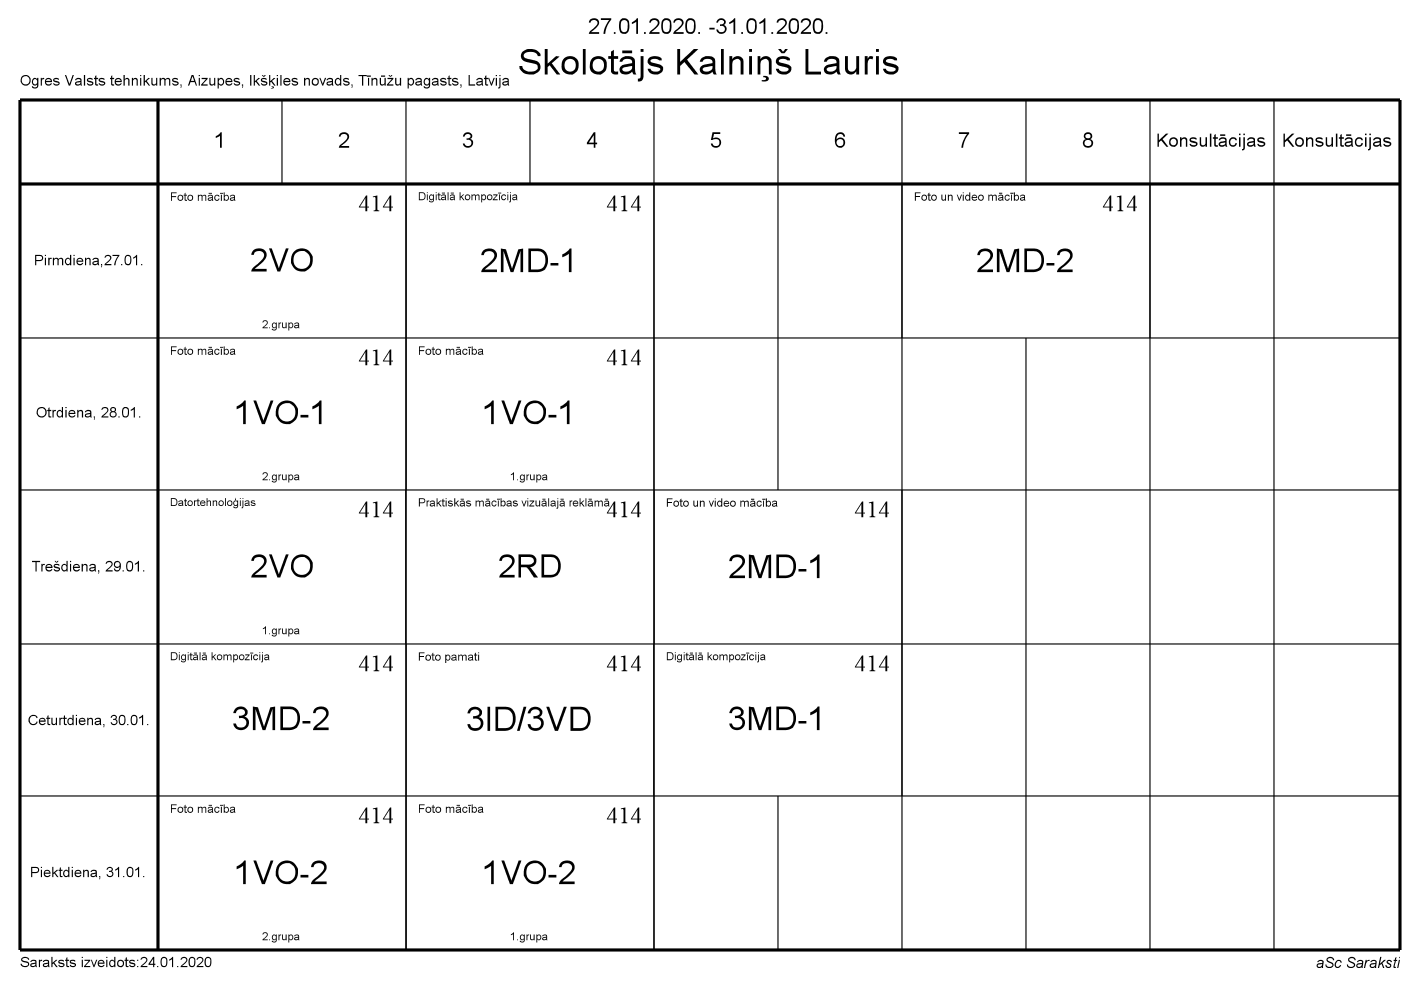 27.01.2020. -31.01.2020.
Skolotājs Kalniņš Lauris
Ogres Valsts tehnikums, Aizupes, Ikšķiles novads, Tīnūžu pagasts, Latvija
1 2 3 4 5 6 7 8 Konsultācijas Konsultācijas
Foto mācība 414 Digitālā kompozīcija 414 Foto un video mācība 414
Pirmdiena,27.01. 2VO 2MD-1 2MD-2
2.grupa
Foto mācība 414 Foto mācība 414
Otrdiena, 28.01. 1VO-1 1VO-1
2.grupa 1.grupa
Datortehnoloģijas 414 Praktiskās mācības vizuālajā reklāmā 414 Foto un video mācība 414
Trešdiena, 29.01. 2VO 2RD 2MD-1
1.grupa
Digitālā kompozīcija 414 Foto pamati 414 Digitālā kompozīcija 414
Ceturtdiena, 30.01. 3MD-2 3ID/3VD 3MD-1
Foto mācība 414 Foto mācība 414
Piektdiena, 31.01. 1VO-2 1VO-2
2.grupa 1.grupa
Saraksts izveidots:24.01.2020 aSc Saraksti